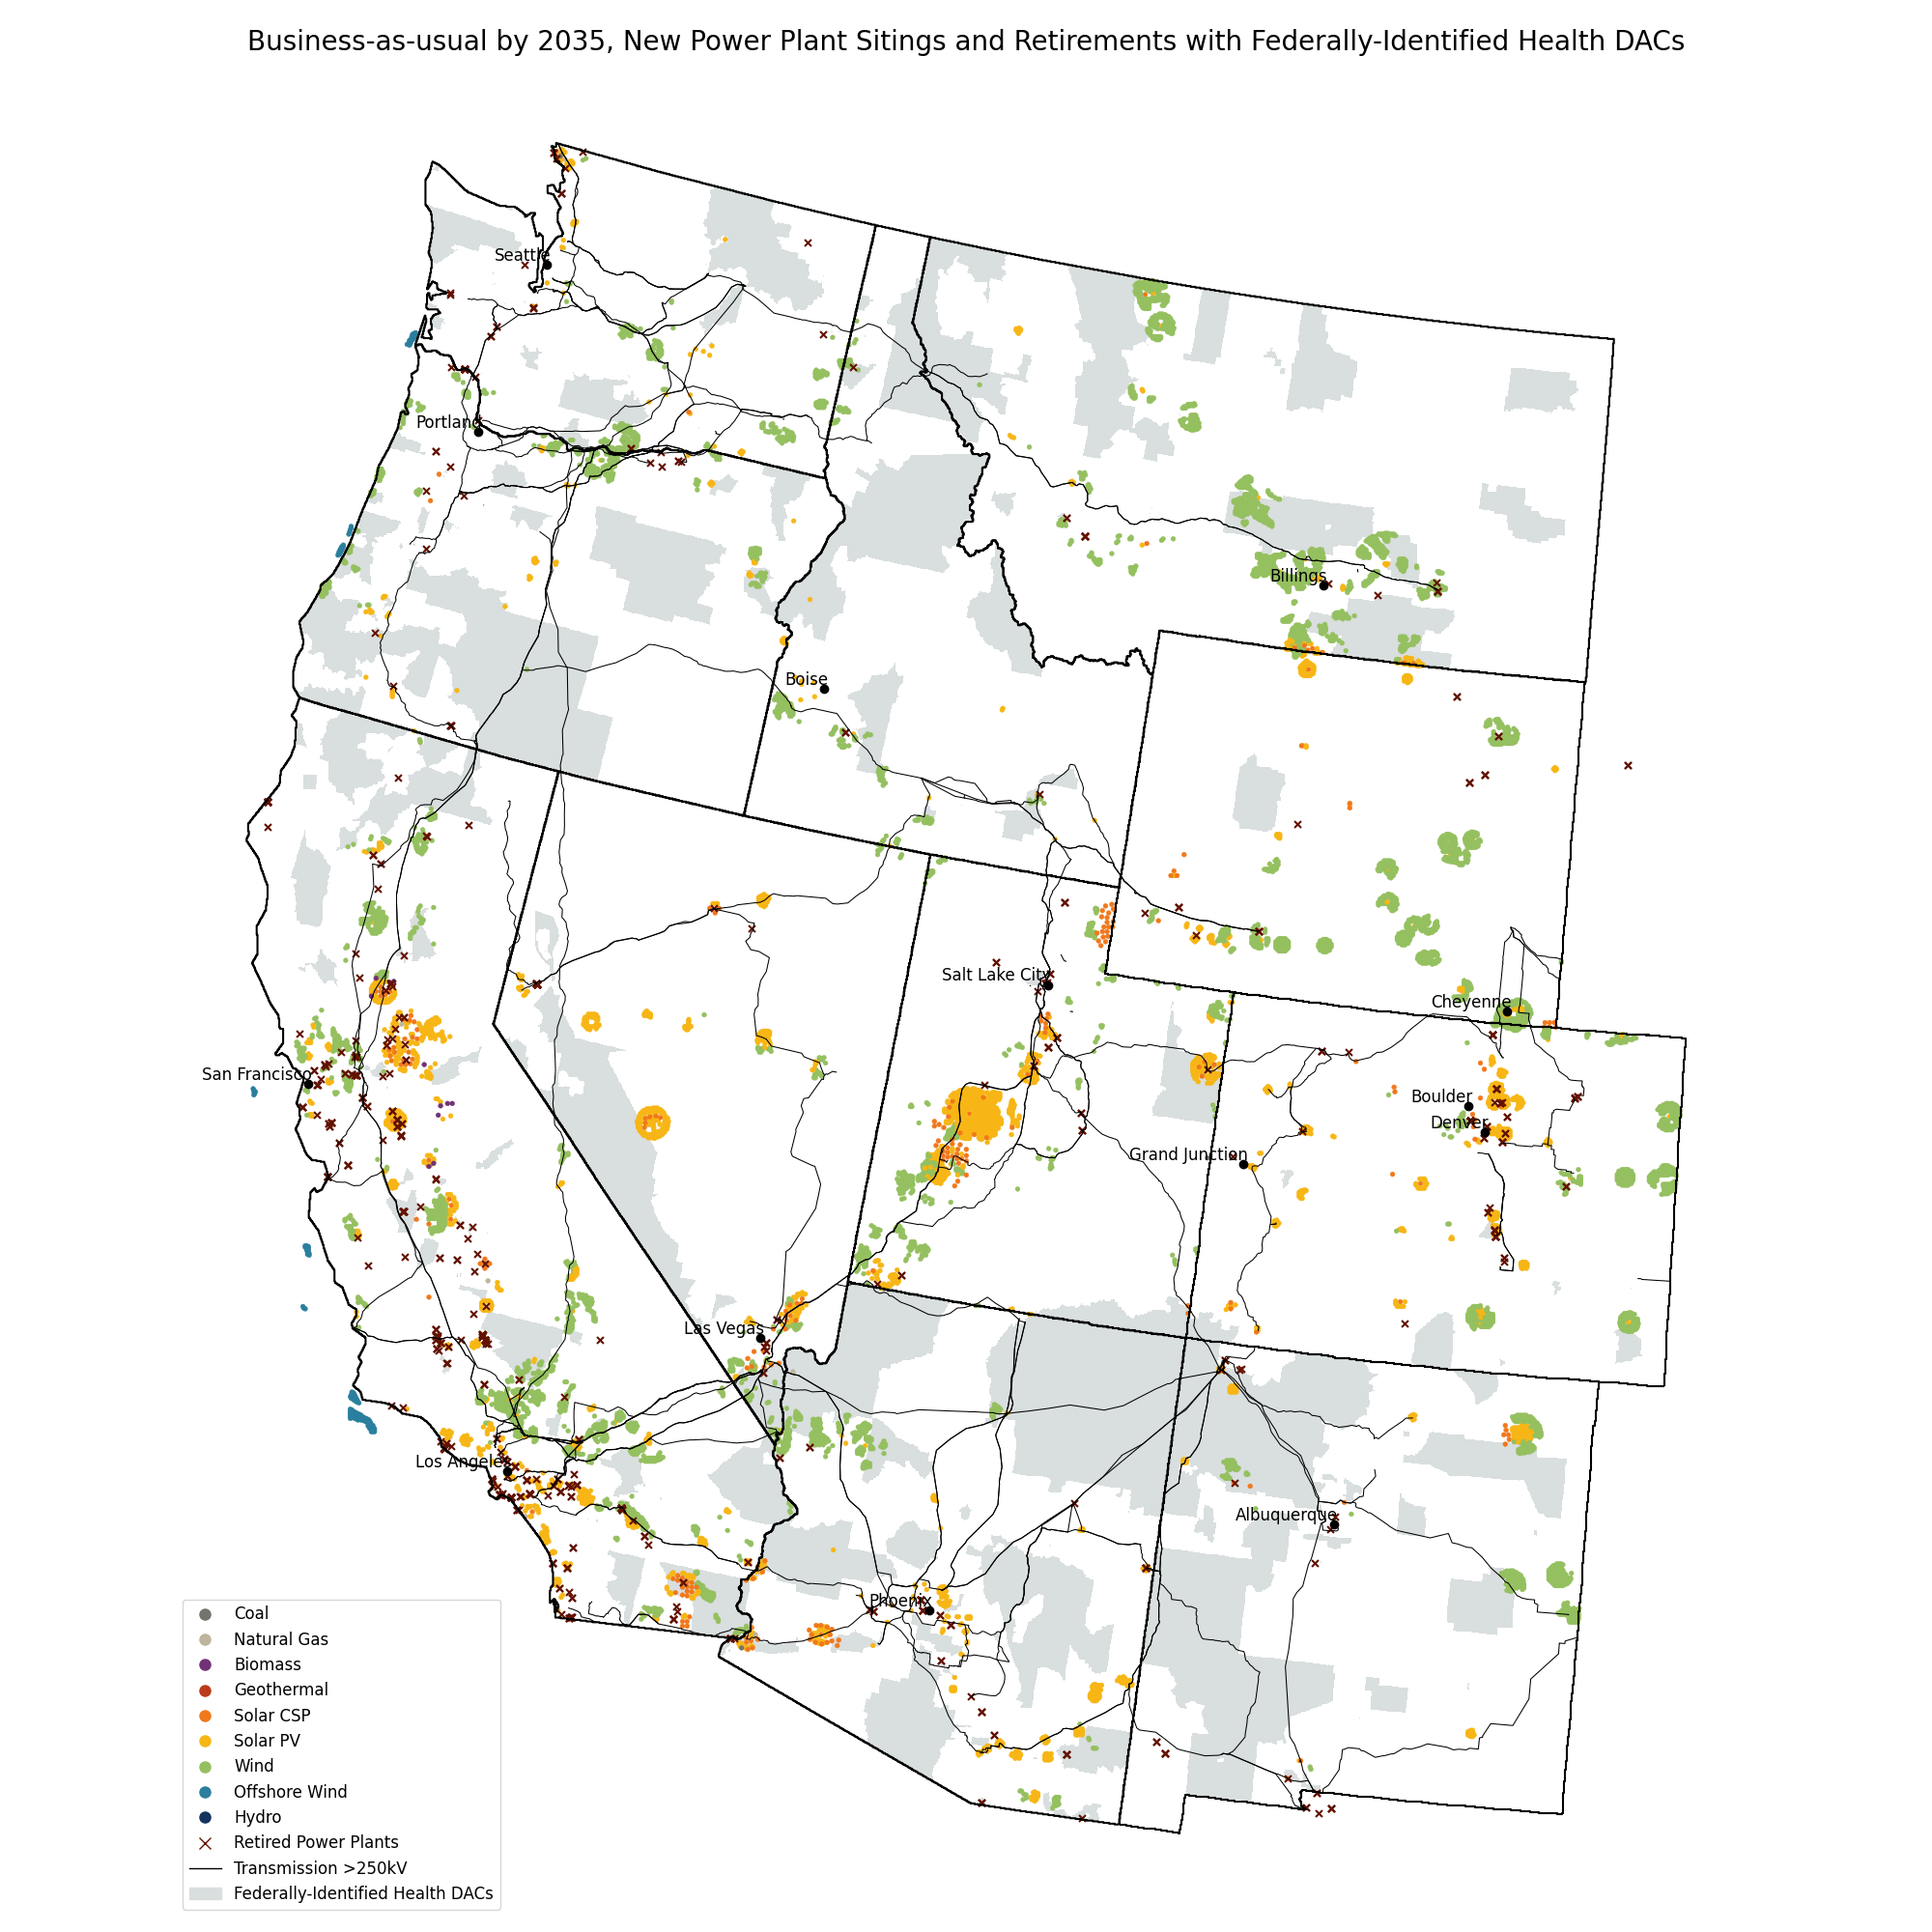 Business-as-usual by 2035, New Power Plant Sitings and Retirements with Federally-Identified Health DACs
Seattle
Portland
Billings
Boise
Salt Lake City
Cheyenne
San Francisco
Boulder
Denver
Grand Junction
Las Vegas
Los Angeles
Albuquerque
Phoenix
Coal
Natural Gas
Biomass
Geothermal
Solar CSP
Solar PV
Wind
Offshore Wind
Hydro
Retired Power Plants
Transmission >250kV
Federally-Identified Health DACs